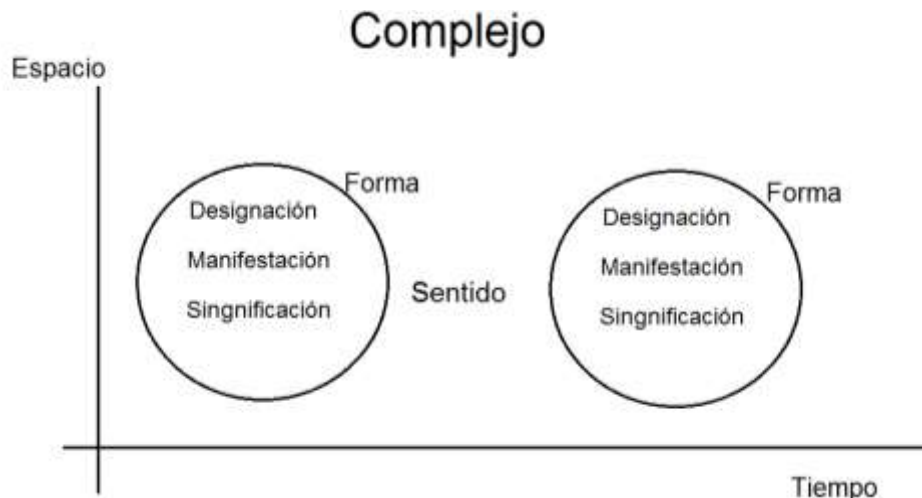 Complejo
Espacio
Forma
Designación
Manifestación
Singnificación
Sentido
Forma
Designación
Manifestación
Singnificación
Tiempo